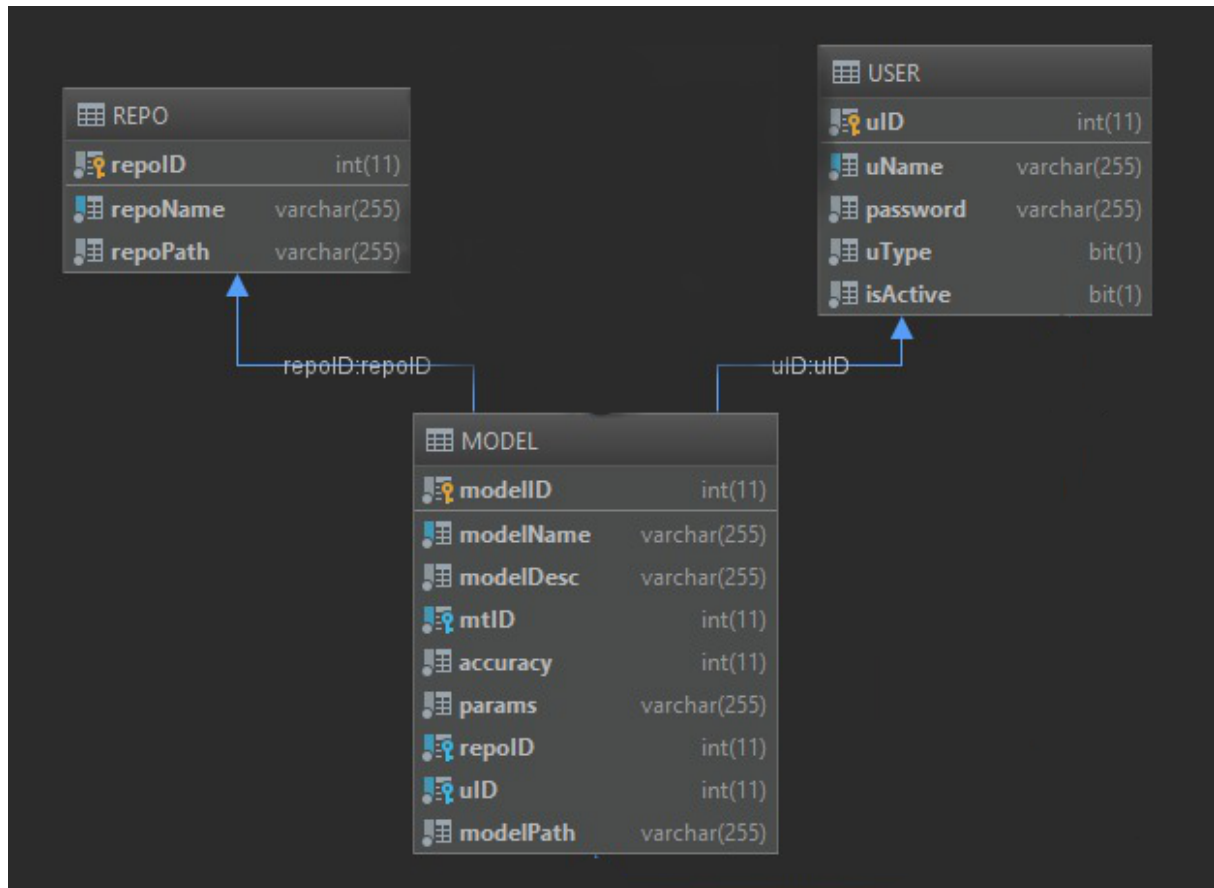 REPO
repoID int(11)
repoName varchar(255)
repoPath varchar(255)
USER
uID int(11)
uName varchar(255)
password varchar(255)
uType bit(1)
isActive bit(1)
repoID:repoID
uID:uID
MODEL
modelID int(11)
modelName varchar(255)
modelDesc varchar(255)
mtID int(11)
accuracy int(11)
params varchar(255)
repoID int(11)
uID int(11)
modelPath varchar(255)